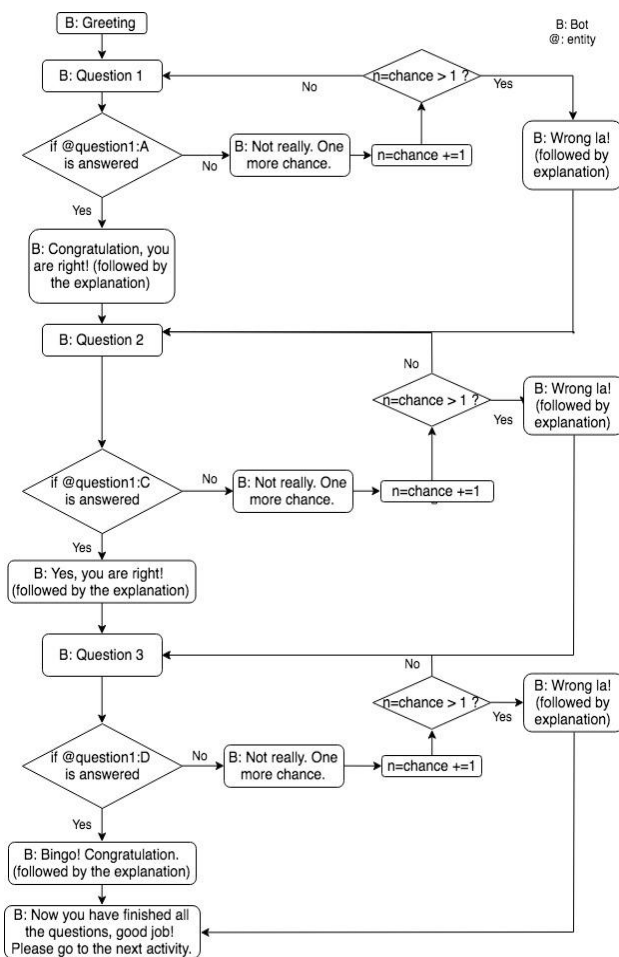 B: Greeting
B: Bot
@: entity
B: Question 1
n=chance > 1 ?
No
Yes
if @question1:A
is answered
No
B: Not really. One
more chance.
n=chance +=1
B: Wrong la!
(followed by
explanation)
Yes
B: Congratulation, you
are right! (followed by
the explanation)
B: Question 2
No
n=chance > 1 ?
Yes
B: Wrong la!
(followed by
explanation)
if @question1:C
is answered
No
B: Not really. One
more chance.
n=chance +=1
Yes
B: Yes, you are right!
(followed by the explanation)
B: Question 3
No
n=chance > 1 ?
Yes
B: Wrong la!
(followed by
explanation)
if @question1:D
is answered
No
B: Not really. One
more chance.
n=chance +=1
Yes
B: Bingo! Congratulation.
(followed by the explanation)
B: Now you have finished all
the questions, good job!
Please go to the next activity.